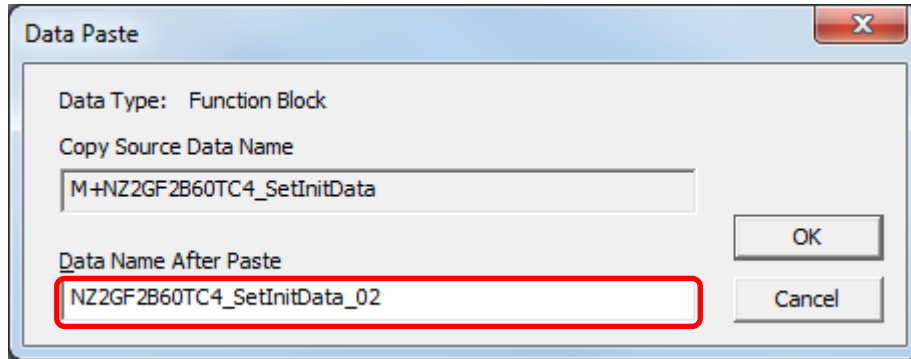 Data Paste
Data Type: Function Block
Copy Source Data Name
M+NZ2GF2B60TC4_SetInitData
OK
Data Name After Paste
NZ2GF2B60TC4_SetInitData_02
Cancel